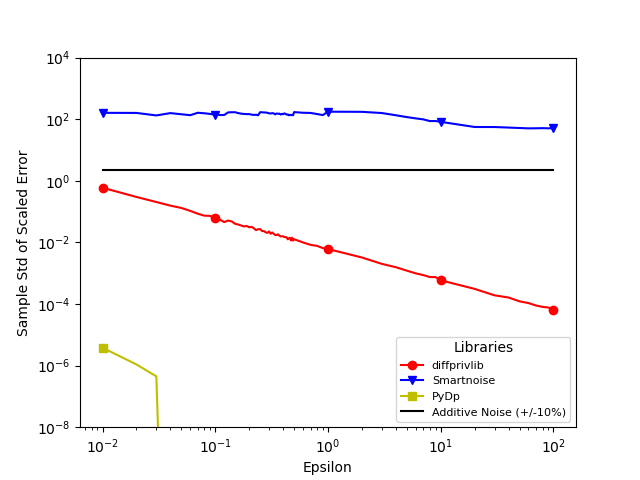 10^4
10^2
10^0
10^-2
10^-4
10^-6
10^-8
Sample Std of Scaled Error
Libraries
diffprivlib
Smartnoise
PyDp
Additive Noise (+/-10%)
10^-2 10^-1 10^0 10^1 10^2
Epsilon